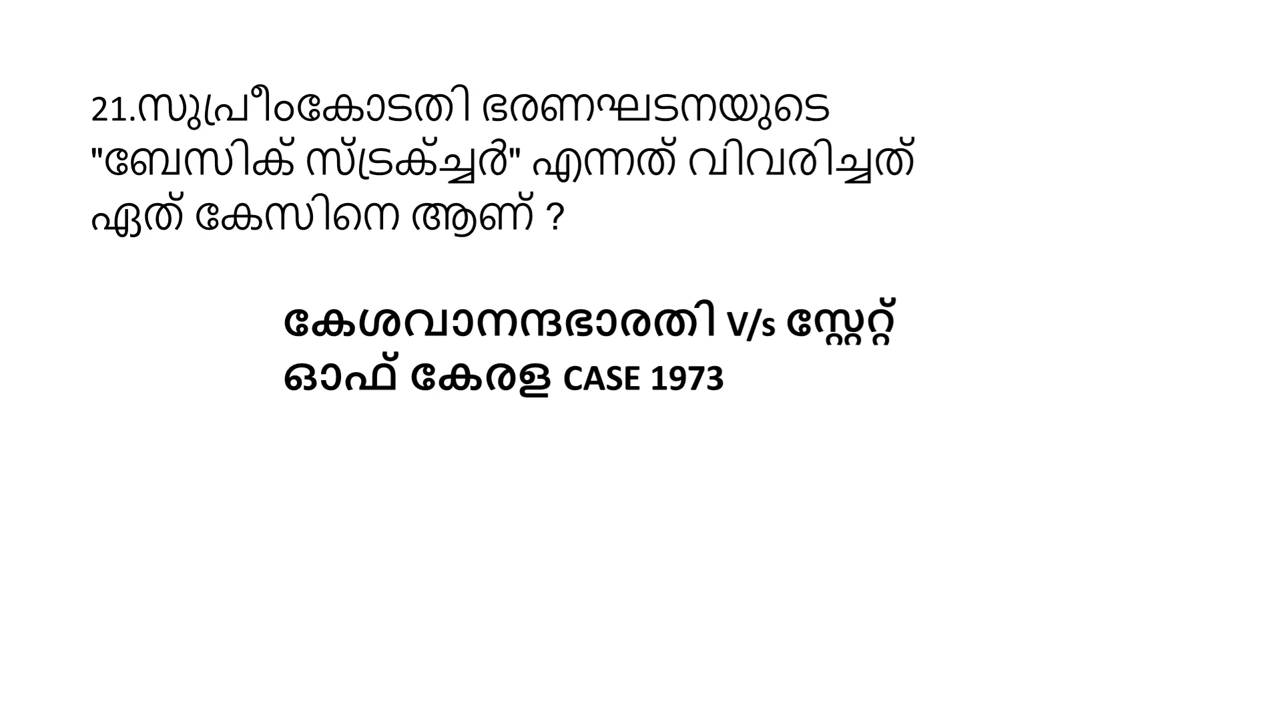 21.സുപ്രീംകോടതി ഭരണഘടനയുടെ
"ബേസിക് സ്ട്രക്ച്ചർ" എന്നത് വിവരിച്ചത്
ഏത് കേസിനെ ആണ് ?
കേശവാനന്ദഭാരതി V/s സ്റ്റേറ്റ്
ഓഫ് കേരള CASE 1973